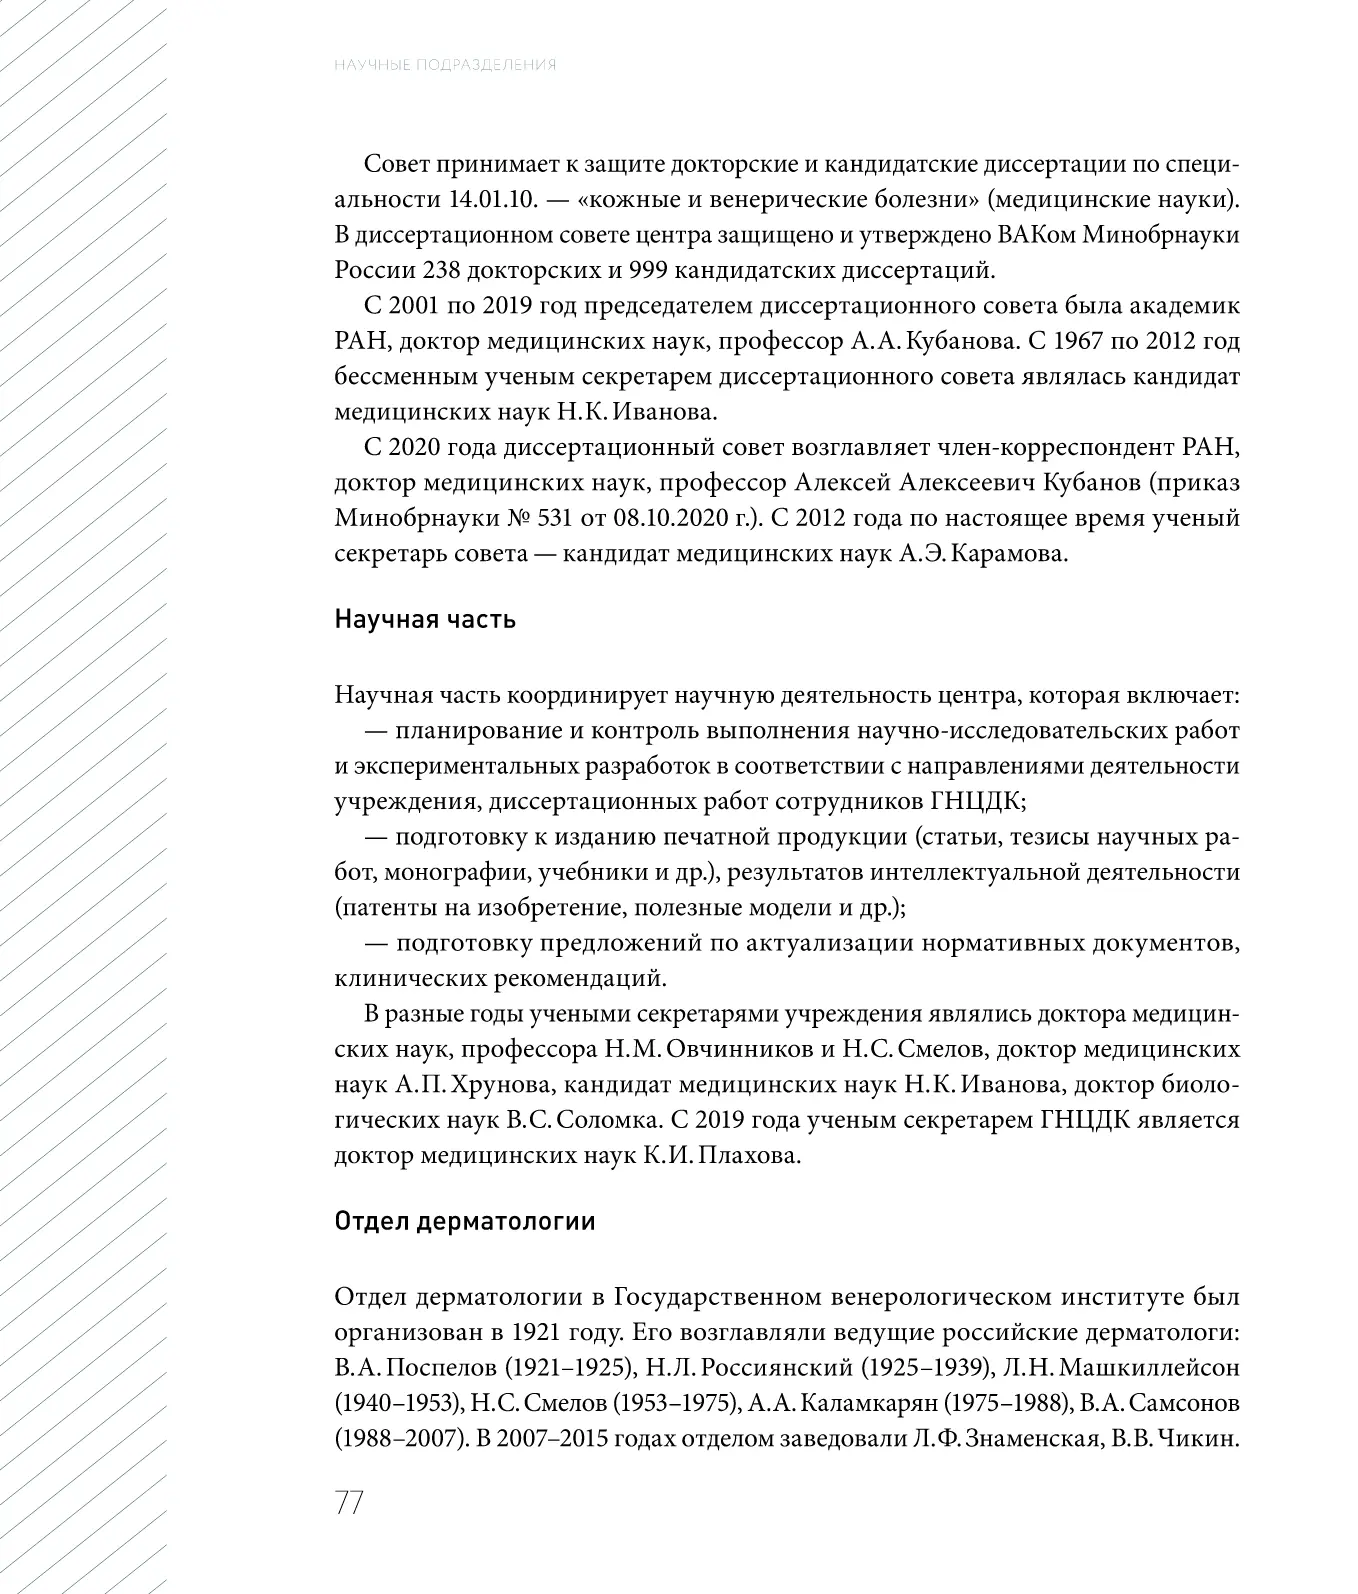 НАУЧНЫЕ ПОДРАЗДЕЛЕНИЯ
Совет принимает к защите докторские и кандидатские диссертации по специ-
альности 14.01.10. — «кожные и венерические болезни» (медицинские науки).
В диссертационном совете центра защищено и утверждено ВАКом Минобрнауки
России 238 докторских и 999 кандидатских диссертаций.
С 2001 по 2019 год председателем диссертационного совета была академик
РАН, доктор медицинских наук, профессор А.А. Кубанова. С 1967 по 2012 год
бессменным ученым секретарем диссертационного совета являлась кандидат
медицинских наук Н.К. Иванова.
С 2020 года диссертационный совет возглавляет член-корреспондент РАН,
доктор медицинских наук, профессор Алексей Алексеевич Кубанов (приказ
Минобрнауки № 531 от 08.10.2020 г.). С 2012 года по настоящее время ученый
секретарь совета — кандидат медицинских наук А.Э. Карамова.
Научная часть
Научная часть координирует научную деятельность центра, которая включает:
— планирование и контроль выполнения научно-исследовательских работ
и экспериментальных разработок в соответствии с направлениями деятельности
учреждения, диссертационных работ сотрудников ГНЦДК;
— подготовку к изданию печатной продукции (статьи, тезисы научных ра-
бот, монографии, учебники и др.), результатов интеллектуальной деятельности
(патенты на изобретение, полезные модели и др.);
— подготовку предложений по актуализации нормативных документов,
клинических рекомендаций.
В разные годы учеными секретарями учреждения являлись доктора медицин-
ских наук, профессора Н.М. Овчинников и Н.С. Смелов, доктор медицинских
наук А.П. Хрунова, кандидат медицинских наук Н.К. Иванова, доктор биоло-
гических наук В.С. Соломка. С 2019 года ученым секретарем ГНЦДК является
доктор медицинских наук К.И. Плахова.
Отдел дерматологии
Отдел дерматологии в Государственном венерологическом институте был
организован в 1921 году. Его возглавляли ведущие российские дерматологи:
В.А. Поспелов (1921–1925), Н.Л. Россиянский (1925–1939), Л.Н. Машкиллейсон
(1940–1953), Н.С. Смелов (1953–1975), А.А. Каламкарян (1975–1988), В.А. Самсонов
(1988–2007). В 2007–2015 годах отделом заведовали Л.Ф. Знаменская, В.В. Чикин.
77